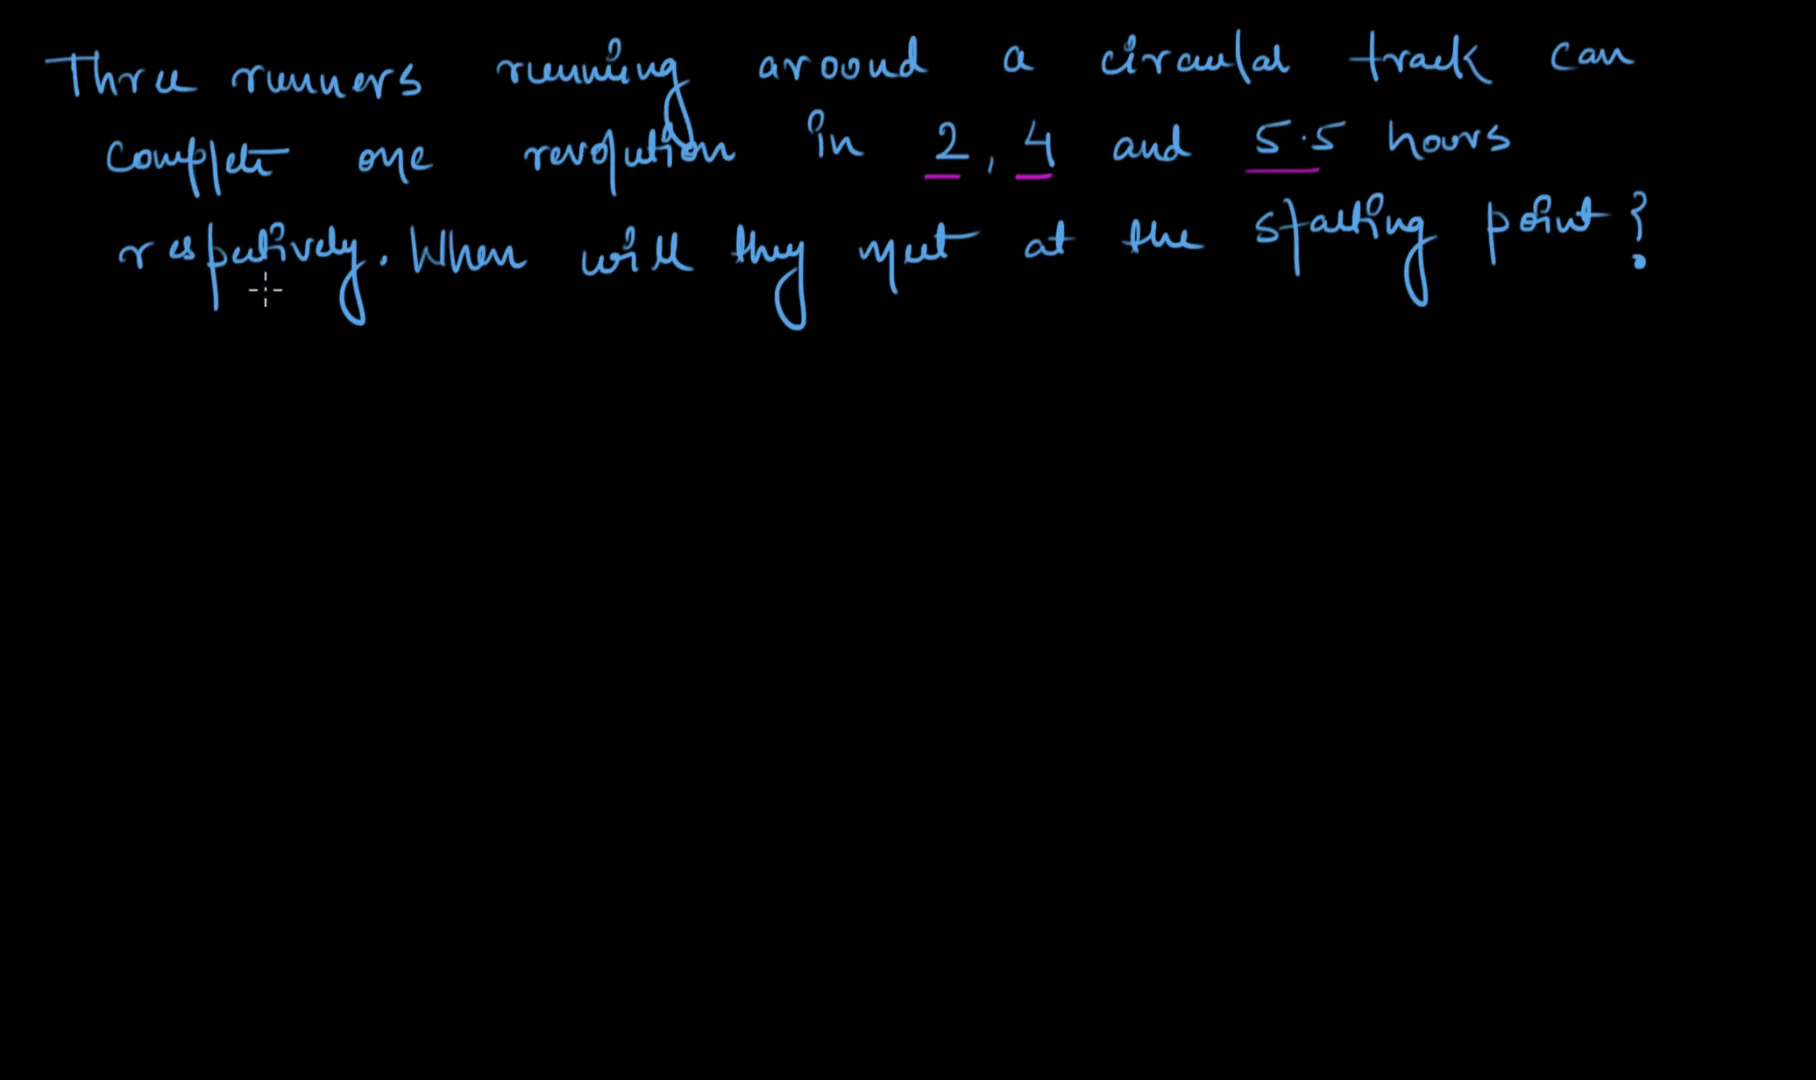 Three runners running around a circular track can
complete one revolution in 2, 4 and 5.5 hours
respectively. When will they meet at the starting point?